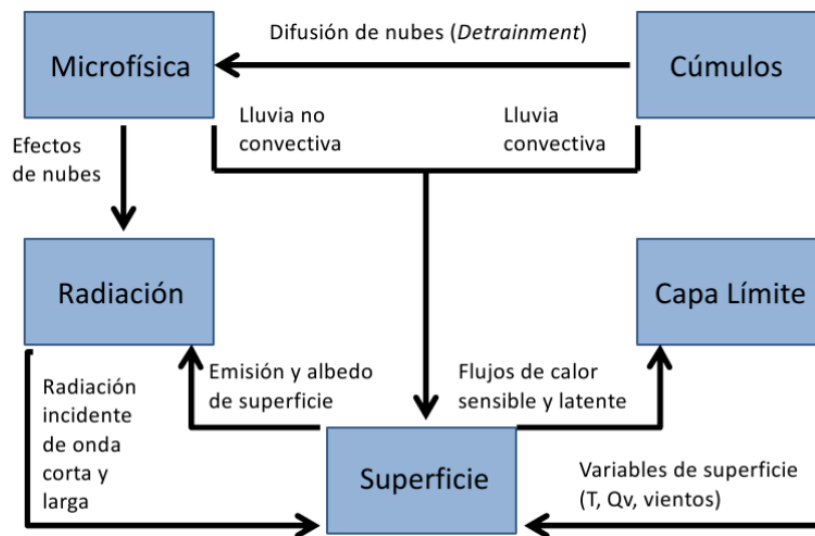 Difusión de nubes (Detrainment)
Microfísica
Cúmulos
Lluvia no
convectiva
Lluvia
convectiva
Efectos
de nubes
Radiación
Capa Límite
Radiación
incidente
de onda
corta y
larga
Emisión y albedo
de superficie
Flujos de calor
sensible y latente
Superficie
Variables de superficie
(T, Qv, vientos)